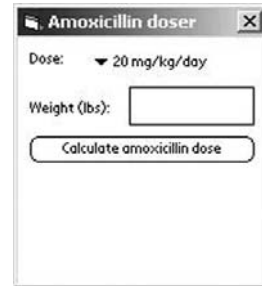 Amoxicillin doser
Dose: 20 mg/kg/day
Weight (lbs):
Calculate amoxicillin dose